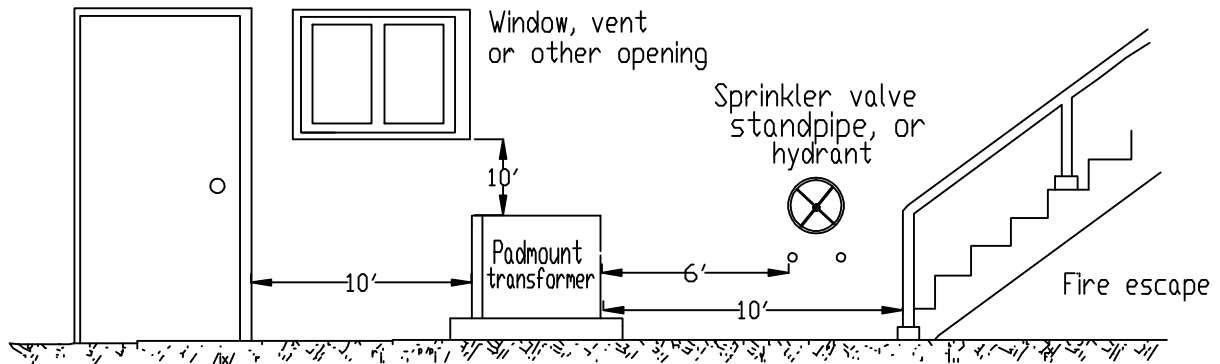 Window, vent
or other opening
Sprinkler valve
standpipe, or
hydrant
10'
Padmount
transformer
10'
6'
10'
Fire escape